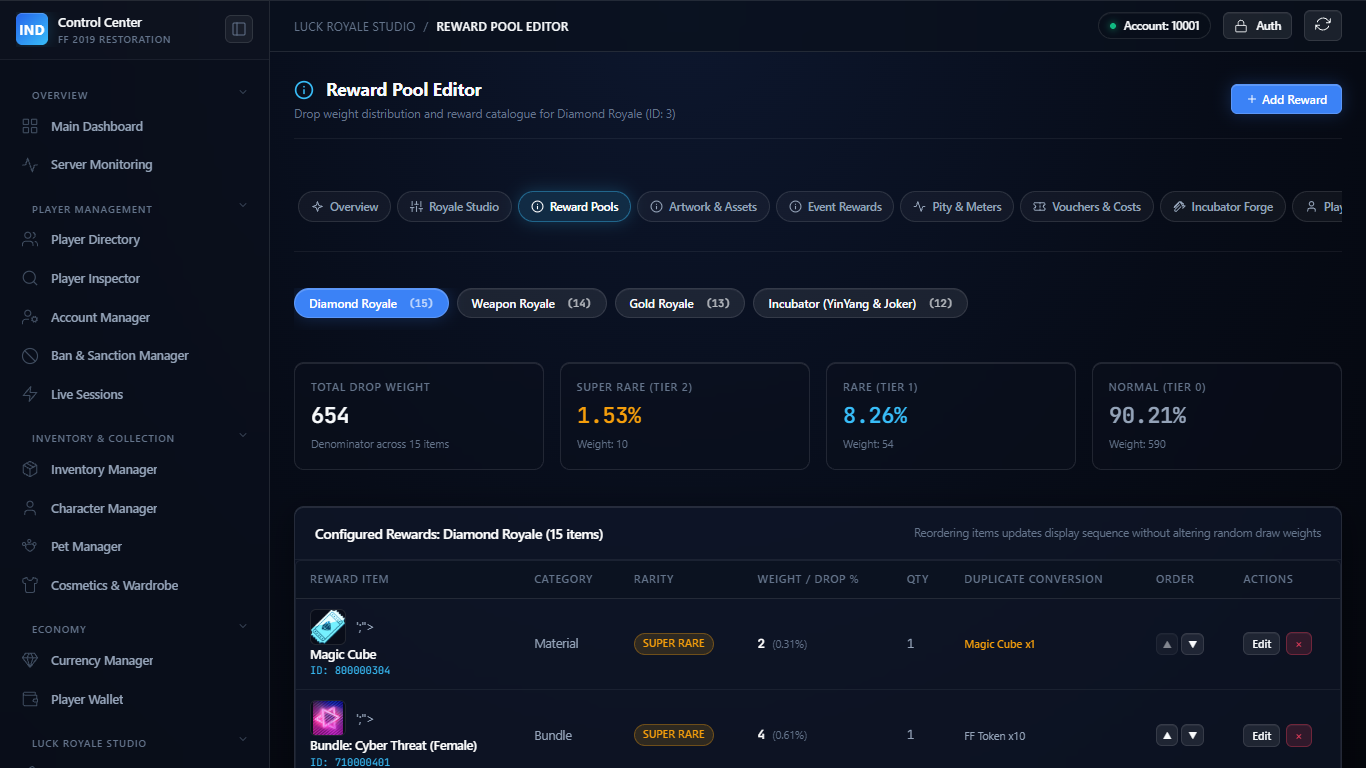 IND
Control Center
FF 2019 RESTORATION
LUCK ROYALE STUDIO / REWARD POOL EDITOR
Account: 10001
Auth
OVERVIEW
Main Dashboard
Server Monitoring
PLAYER MANAGEMENT
Player Directory
Player Inspector
Account Manager
Ban & Sanction Manager
Live Sessions
INVENTORY & COLLECTION
Inventory Manager
Character Manager
Pet Manager
Cosmetics & Wardrobe
ECONOMY
Currency Manager
Player Wallet
LUCK ROYALE STUDIO
Reward Pool Editor
Drop weight distribution and reward catalogue for Diamond Royale (ID: 3)
+ Add Reward
Overview
Royale Studio
Reward Pools
Artwork & Assets
Event Rewards
Pity & Meters
Vouchers & Costs
Incubator Forge
Play
Diamond Royale (15)
Weapon Royale (14)
Gold Royale (13)
Incubator (YinYang & Joker) (12)
TOTAL DROP WEIGHT
654
Denominator across 15 items
SUPER RARE (TIER 2)
1.53%
Weight: 10
RARE (TIER 1)
8.26%
Weight: 54
NORMAL (TIER 0)
90.21%
Weight: 590
Configured Rewards: Diamond Royale (15 items)
Reordering items updates display sequence without altering random draw weights
REWARD ITEM CATEGORY RARITY WEIGHT / DROP % QTY DUPLICATE CONVERSION ORDER ACTIONS
';">
Magic Cube
ID: 800000304
Material SUPER RARE 2 (0.31%) 1 Magic Cube x1 ▲ ▼ Edit ×
';">
Bundle: Cyber Threat (Female)
ID: 710000401
Bundle SUPER RARE 4 (0.61%) 1 FF Token x10 ▲ ▼ Edit ×